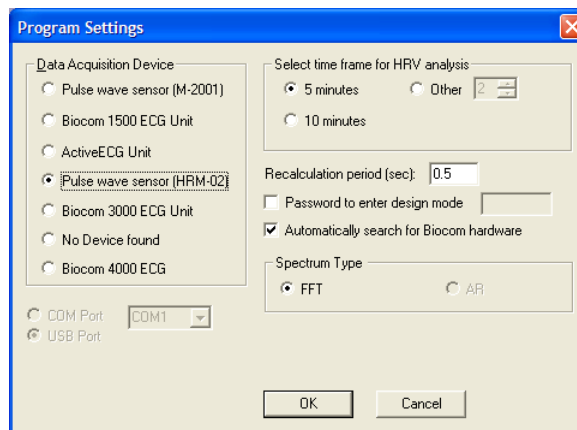 Program Settings
Data Acquisition Device
Pulse wave sensor (M-2001)
Biocom 1500 ECG Unit
ActiveECG Unit
Pulse wave sensor (HRM-02)
Biocom 3000 ECG Unit
No Device found
Biocom 4000 ECG
COM Port
COM1
USB Port
Select time frame for HRV analysis
5 minutes
Other
2
10 minutes
Recalculation period (sec):
0.5
Password to enter design mode
Automatically search for Biocom hardware
Spectrum Type
FFT
AR
OK
Cancel